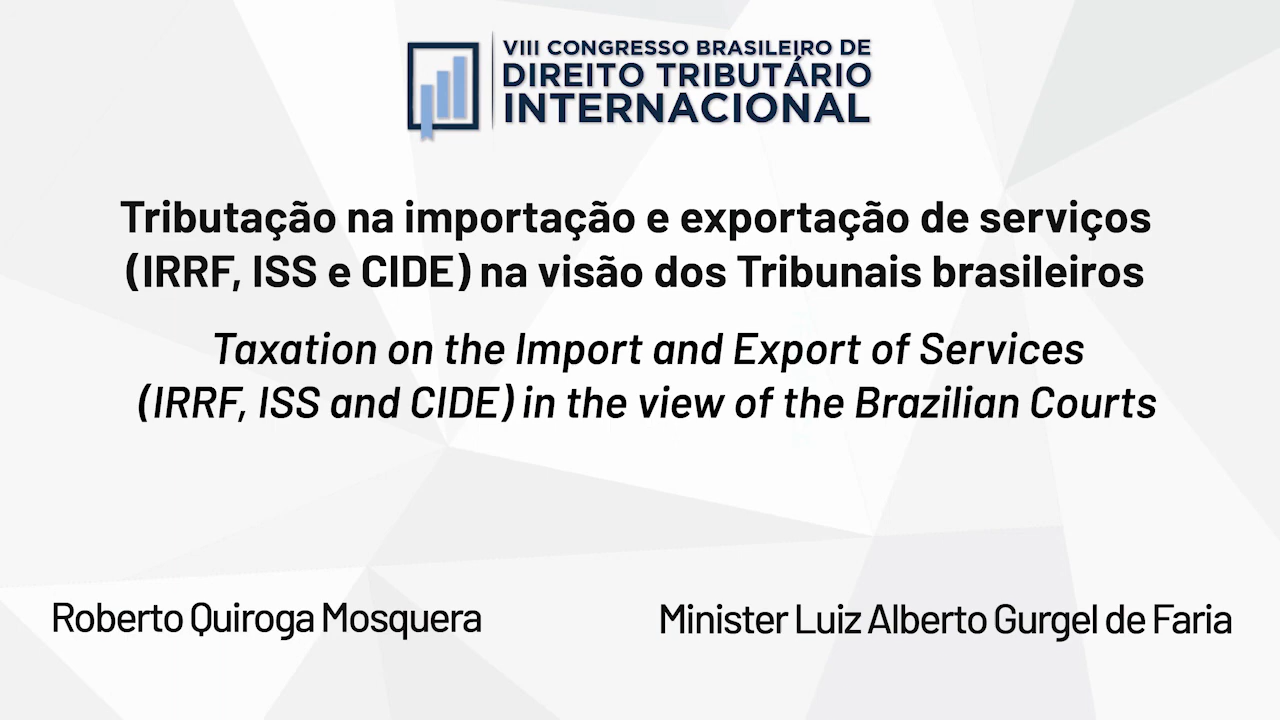 VIII CONGRESSO BRASILEIRO DE
DIREITO TRIBUTÁRIO
INTERNACIONAL
Tributação na importação e exportação de serviços
(IRRF, ISS e CIDE) na visão dos Tribunais brasileiros
Taxation on the Import and Export of Services
(IRRF, ISS and CIDE) in the view of the Brazilian Courts
Roberto Quiroga Mosquera
Minister Luiz Alberto Gurgel de Faria